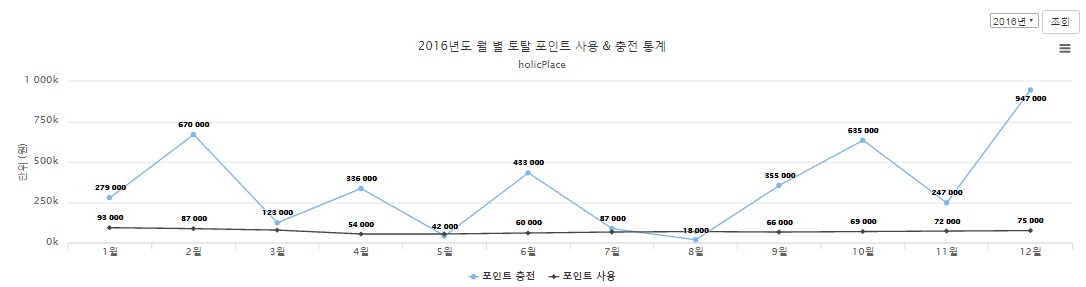 2016년 조회
2016년도 월 별 토탈 포인트 사용 & 충전 통계
holicPlace
단위 (원)
1 000k
750k
500k
250k
0k
279 000
670 000
123 000
336 000
42 000
433 000
87 000
18 000
355 000
635 000
247 000
947 000
93 000
87 000
54 000
60 000
66 000
69 000
72 000
75 000
1월 2월 3월 4월 5월 6월 7월 8월 9월 10월 11월 12월
포인트 충전 포인트 사용